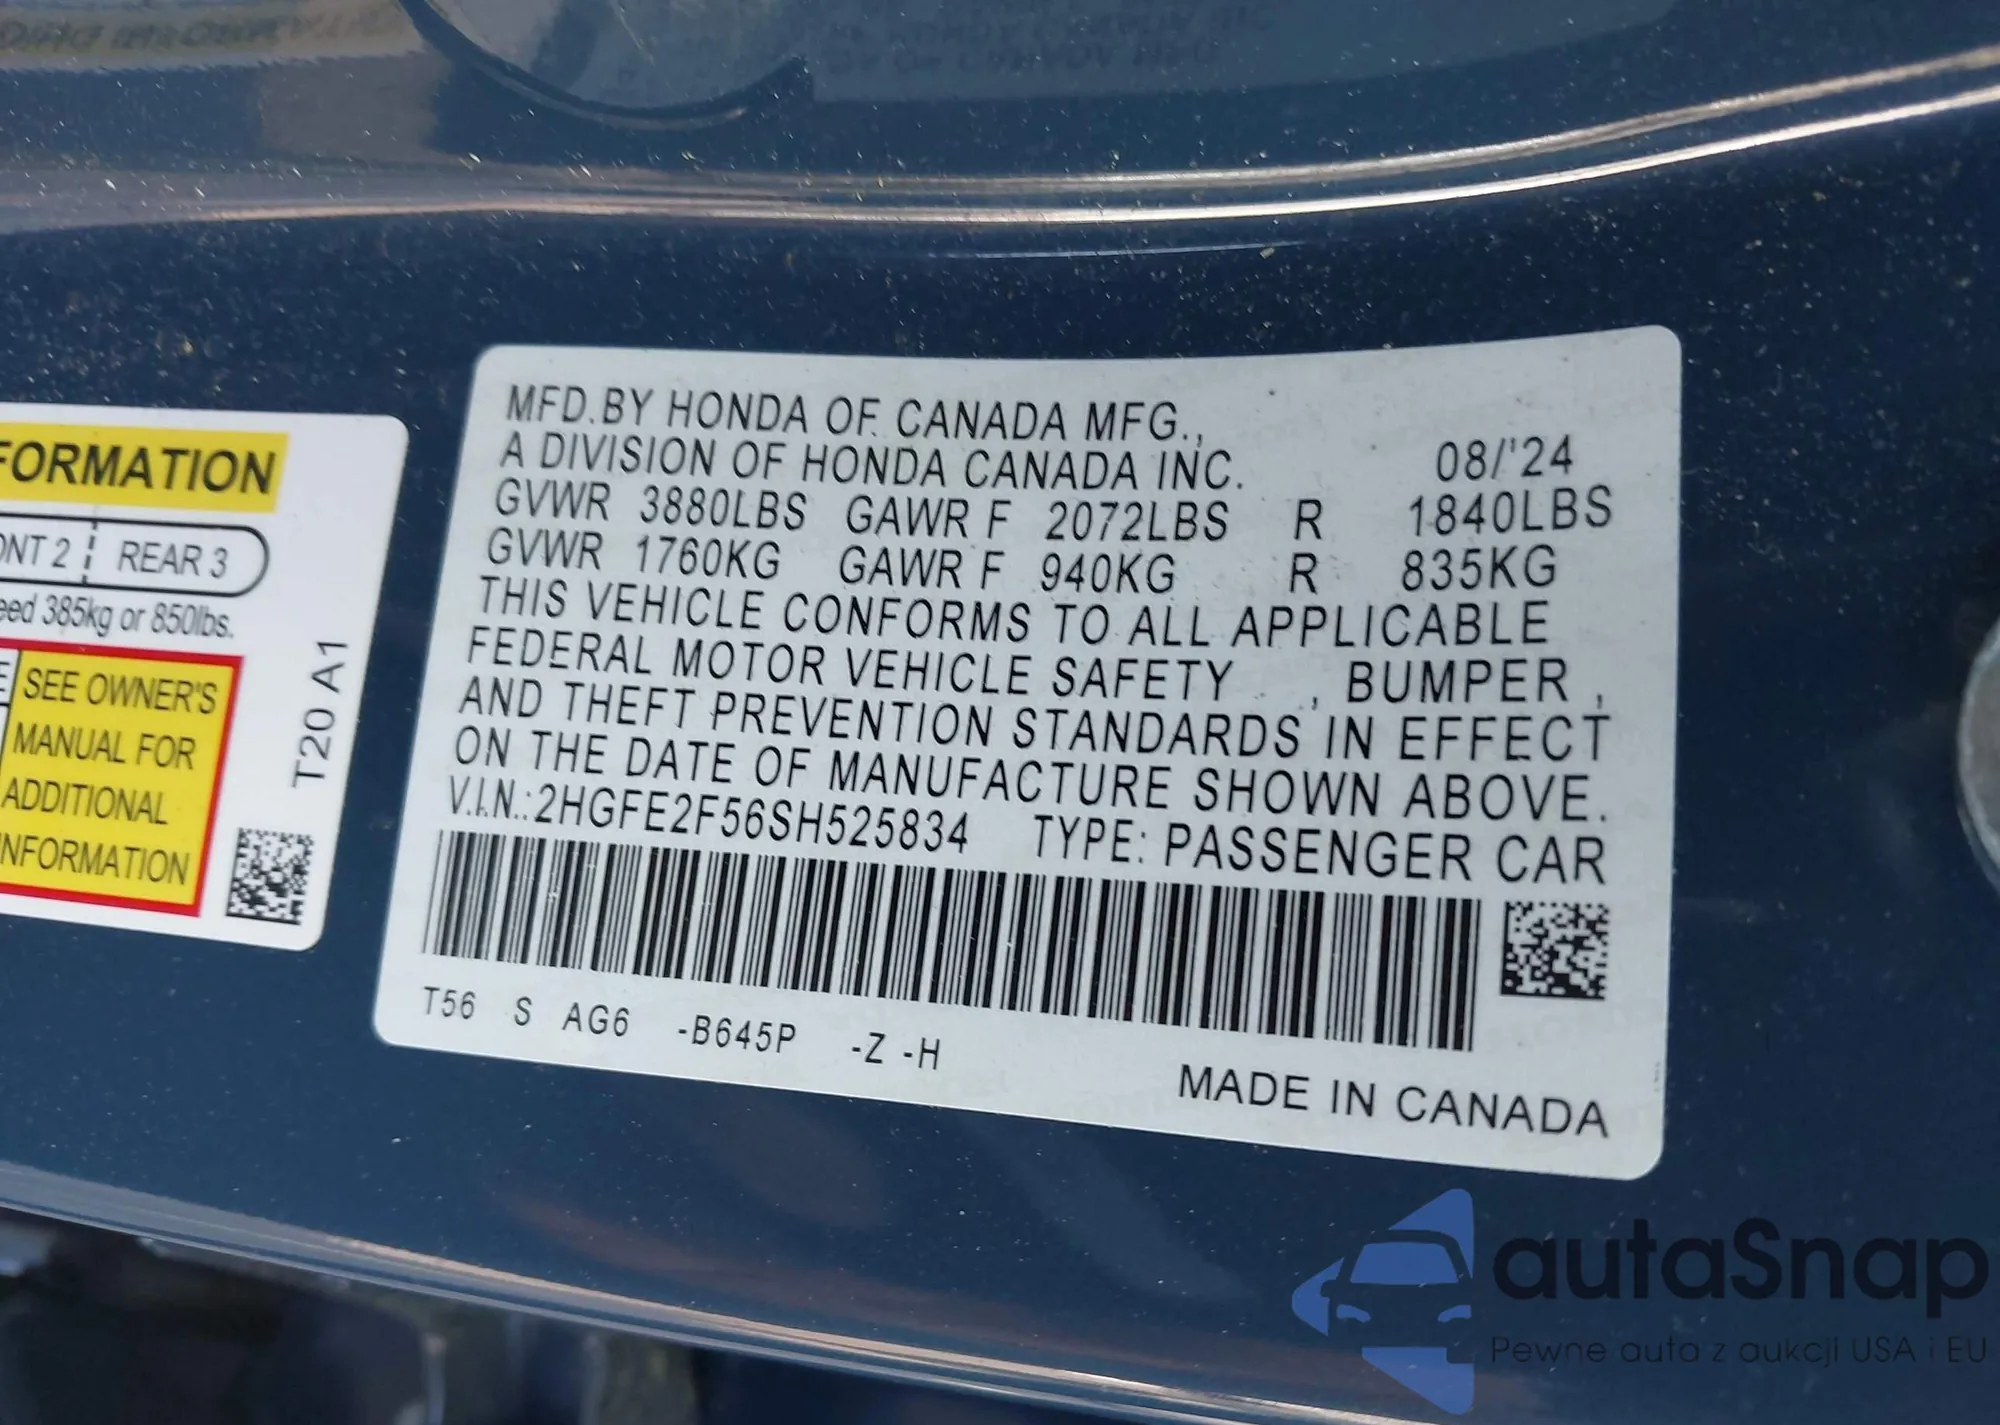 FORMATION
ONT 2 REAR 3
eed 385kg or 850lbs.
SEE OWNER'S
MANUAL FOR
ADDITIONAL
INFORMATION
T20 A1
MFD.BY HONDA OF CANADA MFG.,
A DIVISION OF HONDA CANADA INC. 08/'24
GVWR 3880LBS GAWR F 2072LBS R 1840LBS
GVWR 1760KG GAWR F 940KG R 835KG
THIS VEHICLE CONFORMS TO ALL APPLICABLE
FEDERAL MOTOR VEHICLE SAFETY , BUMPER ,
AND THEFT PREVENTION STANDARDS IN EFFECT
ON THE DATE OF MANUFACTURE SHOWN ABOVE.
V.I.N.:2HGFE2F56SH525834 TYPE: PASSENGER CAR
T56 S AG6 -B645P -Z -H
MADE IN CANADA
autaSnap
Pewne auta z aukcji USA i EU